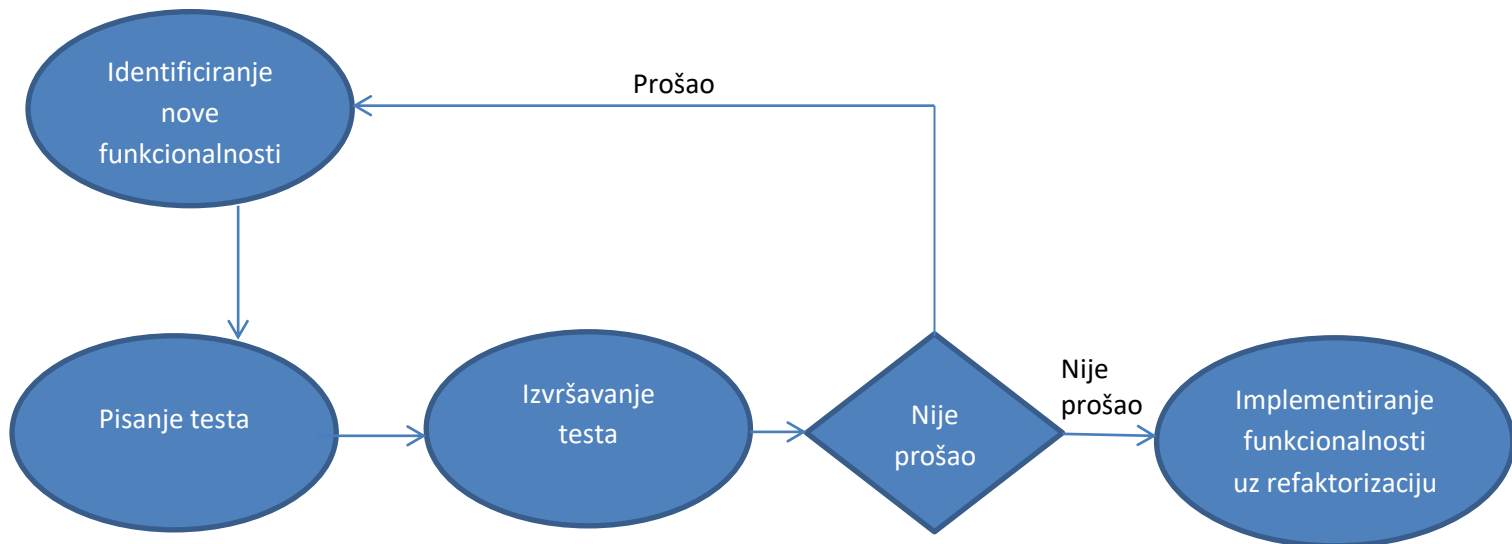 Identificiranje
nove
funkcionalnosti
Prošao
Pisanje testa
Izvršavanje
testa
Nije
prošao
Nije
prošao
Implementiranje
funkcionalnosti
uz refaktorizaciju